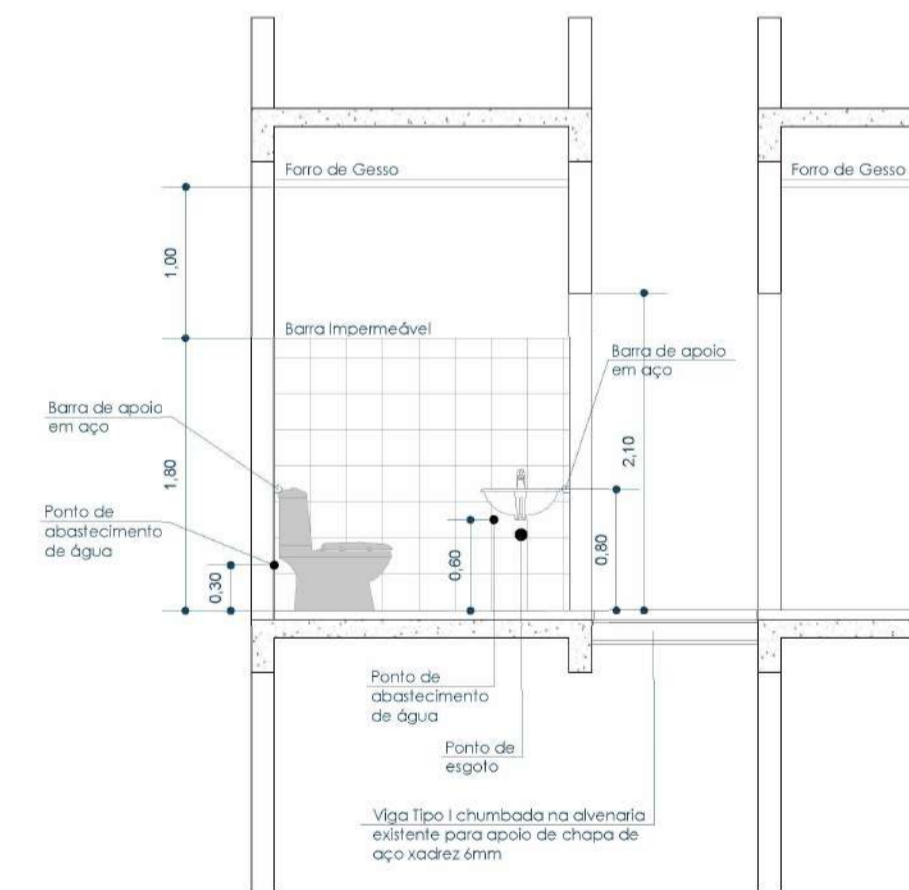 Forro de Gesso
Forro de Gesso
1,00
Barra Impermeável
Barra de apoio
em aço
Barra de apoio
em aço
2,10
1,80
Ponto de
abastecimento
de água
0,60
0,80
0,30
Ponto de
abastecimento
de água
Ponto de
esgoto
Viga Tipo I chumbada na alvenaria
existente para apoio de chapa de
aço xadrez 6mm